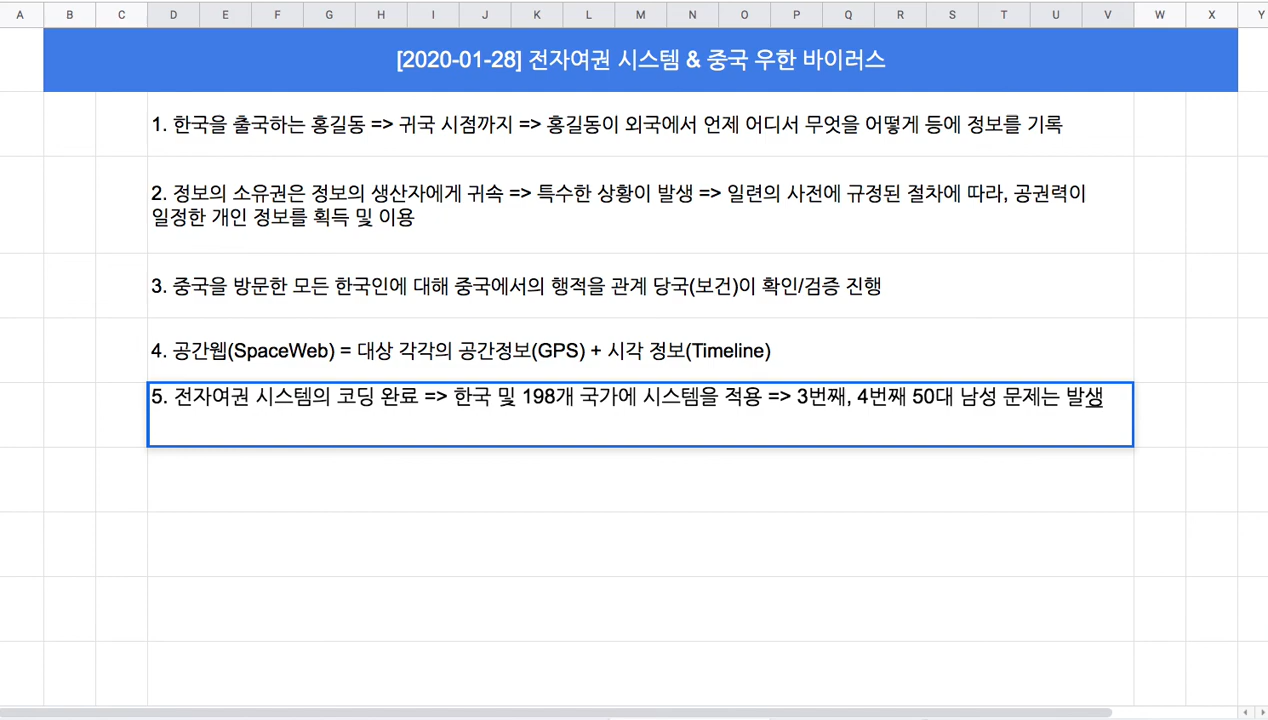 A B C D E F G H I J K L M N O P Q R S T U V W X Y
[2020-01-28] 전자여권 시스템 & 중국 우한 바이러스
1. 한국을 출국하는 홍길동 => 귀국 시점까지 => 홍길동이 외국에서 언제 어디서 무엇을 어떻게 등에 정보를 기록
2. 정보의 소유권은 정보의 생산자에게 귀속 => 특수한 상황이 발생 => 일련의 사전에 규정된 절차에 따라, 공권력이
일정한 개인 정보를 획득 및 이용
3. 중국을 방문한 모든 한국인에 대해 중국에서의 행적을 관계 당국(보건)이 확인/검증 진행
4. 공간웹(SpaceWeb) = 대상 각각의 공간정보(GPS) + 시각 정보(Timeline)
5. 전자여권 시스템의 코딩 완료 => 한국 및 198개 국가에 시스템을 적용 => 3번째, 4번째 50대 남성 문제는 발생